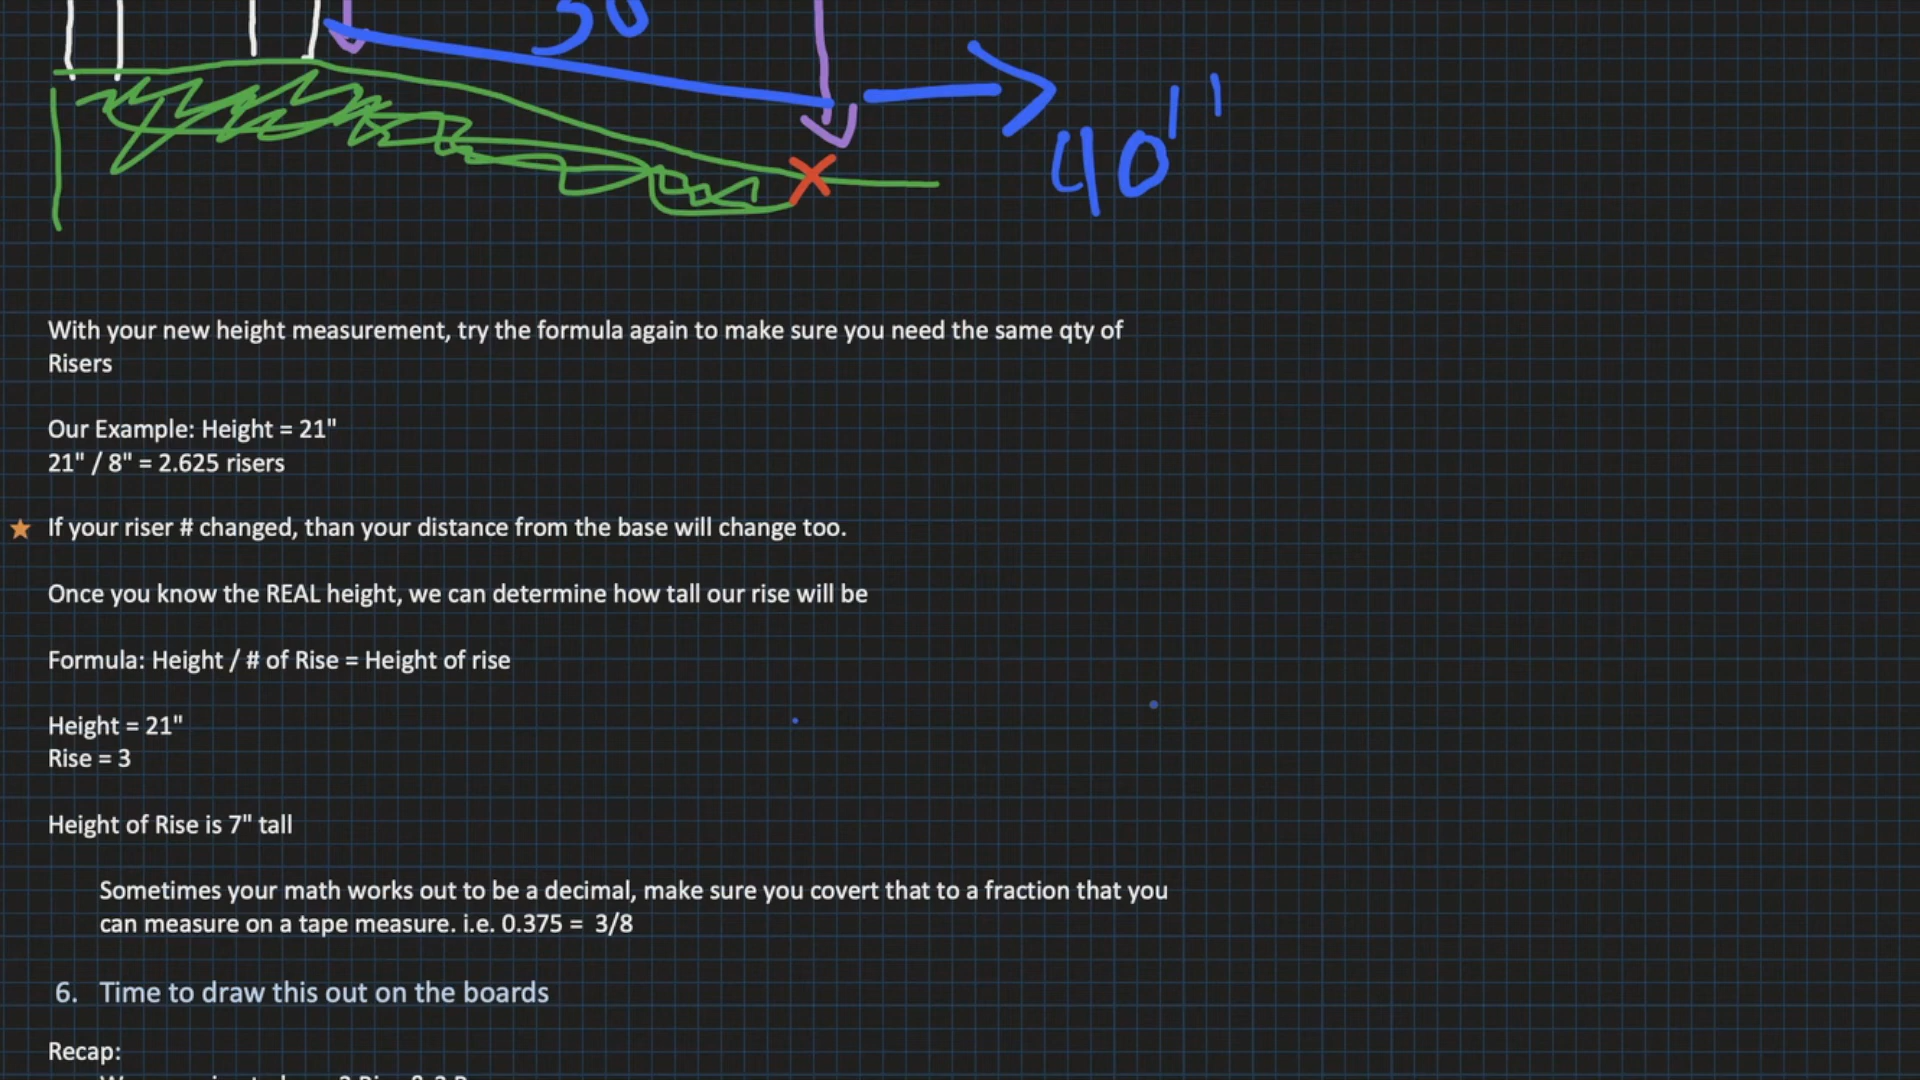 30
40''
With your new height measurement, try the formula again to make sure you need the same qty of
Risers
Our Example: Height = 21"
21" / 8" = 2.625 risers
If your riser # changed, than your distance from the base will change too.
Once you know the REAL height, we can determine how tall our rise will be
Formula: Height / # of Rise = Height of rise
Height = 21"
Rise = 3
Height of Rise is 7" tall
Sometimes your math works out to be a decimal, make sure you covert that to a fraction that you
can measure on a tape measure. i.e. 0.375 = 3/8
6. Time to draw this out on the boards
Recap: